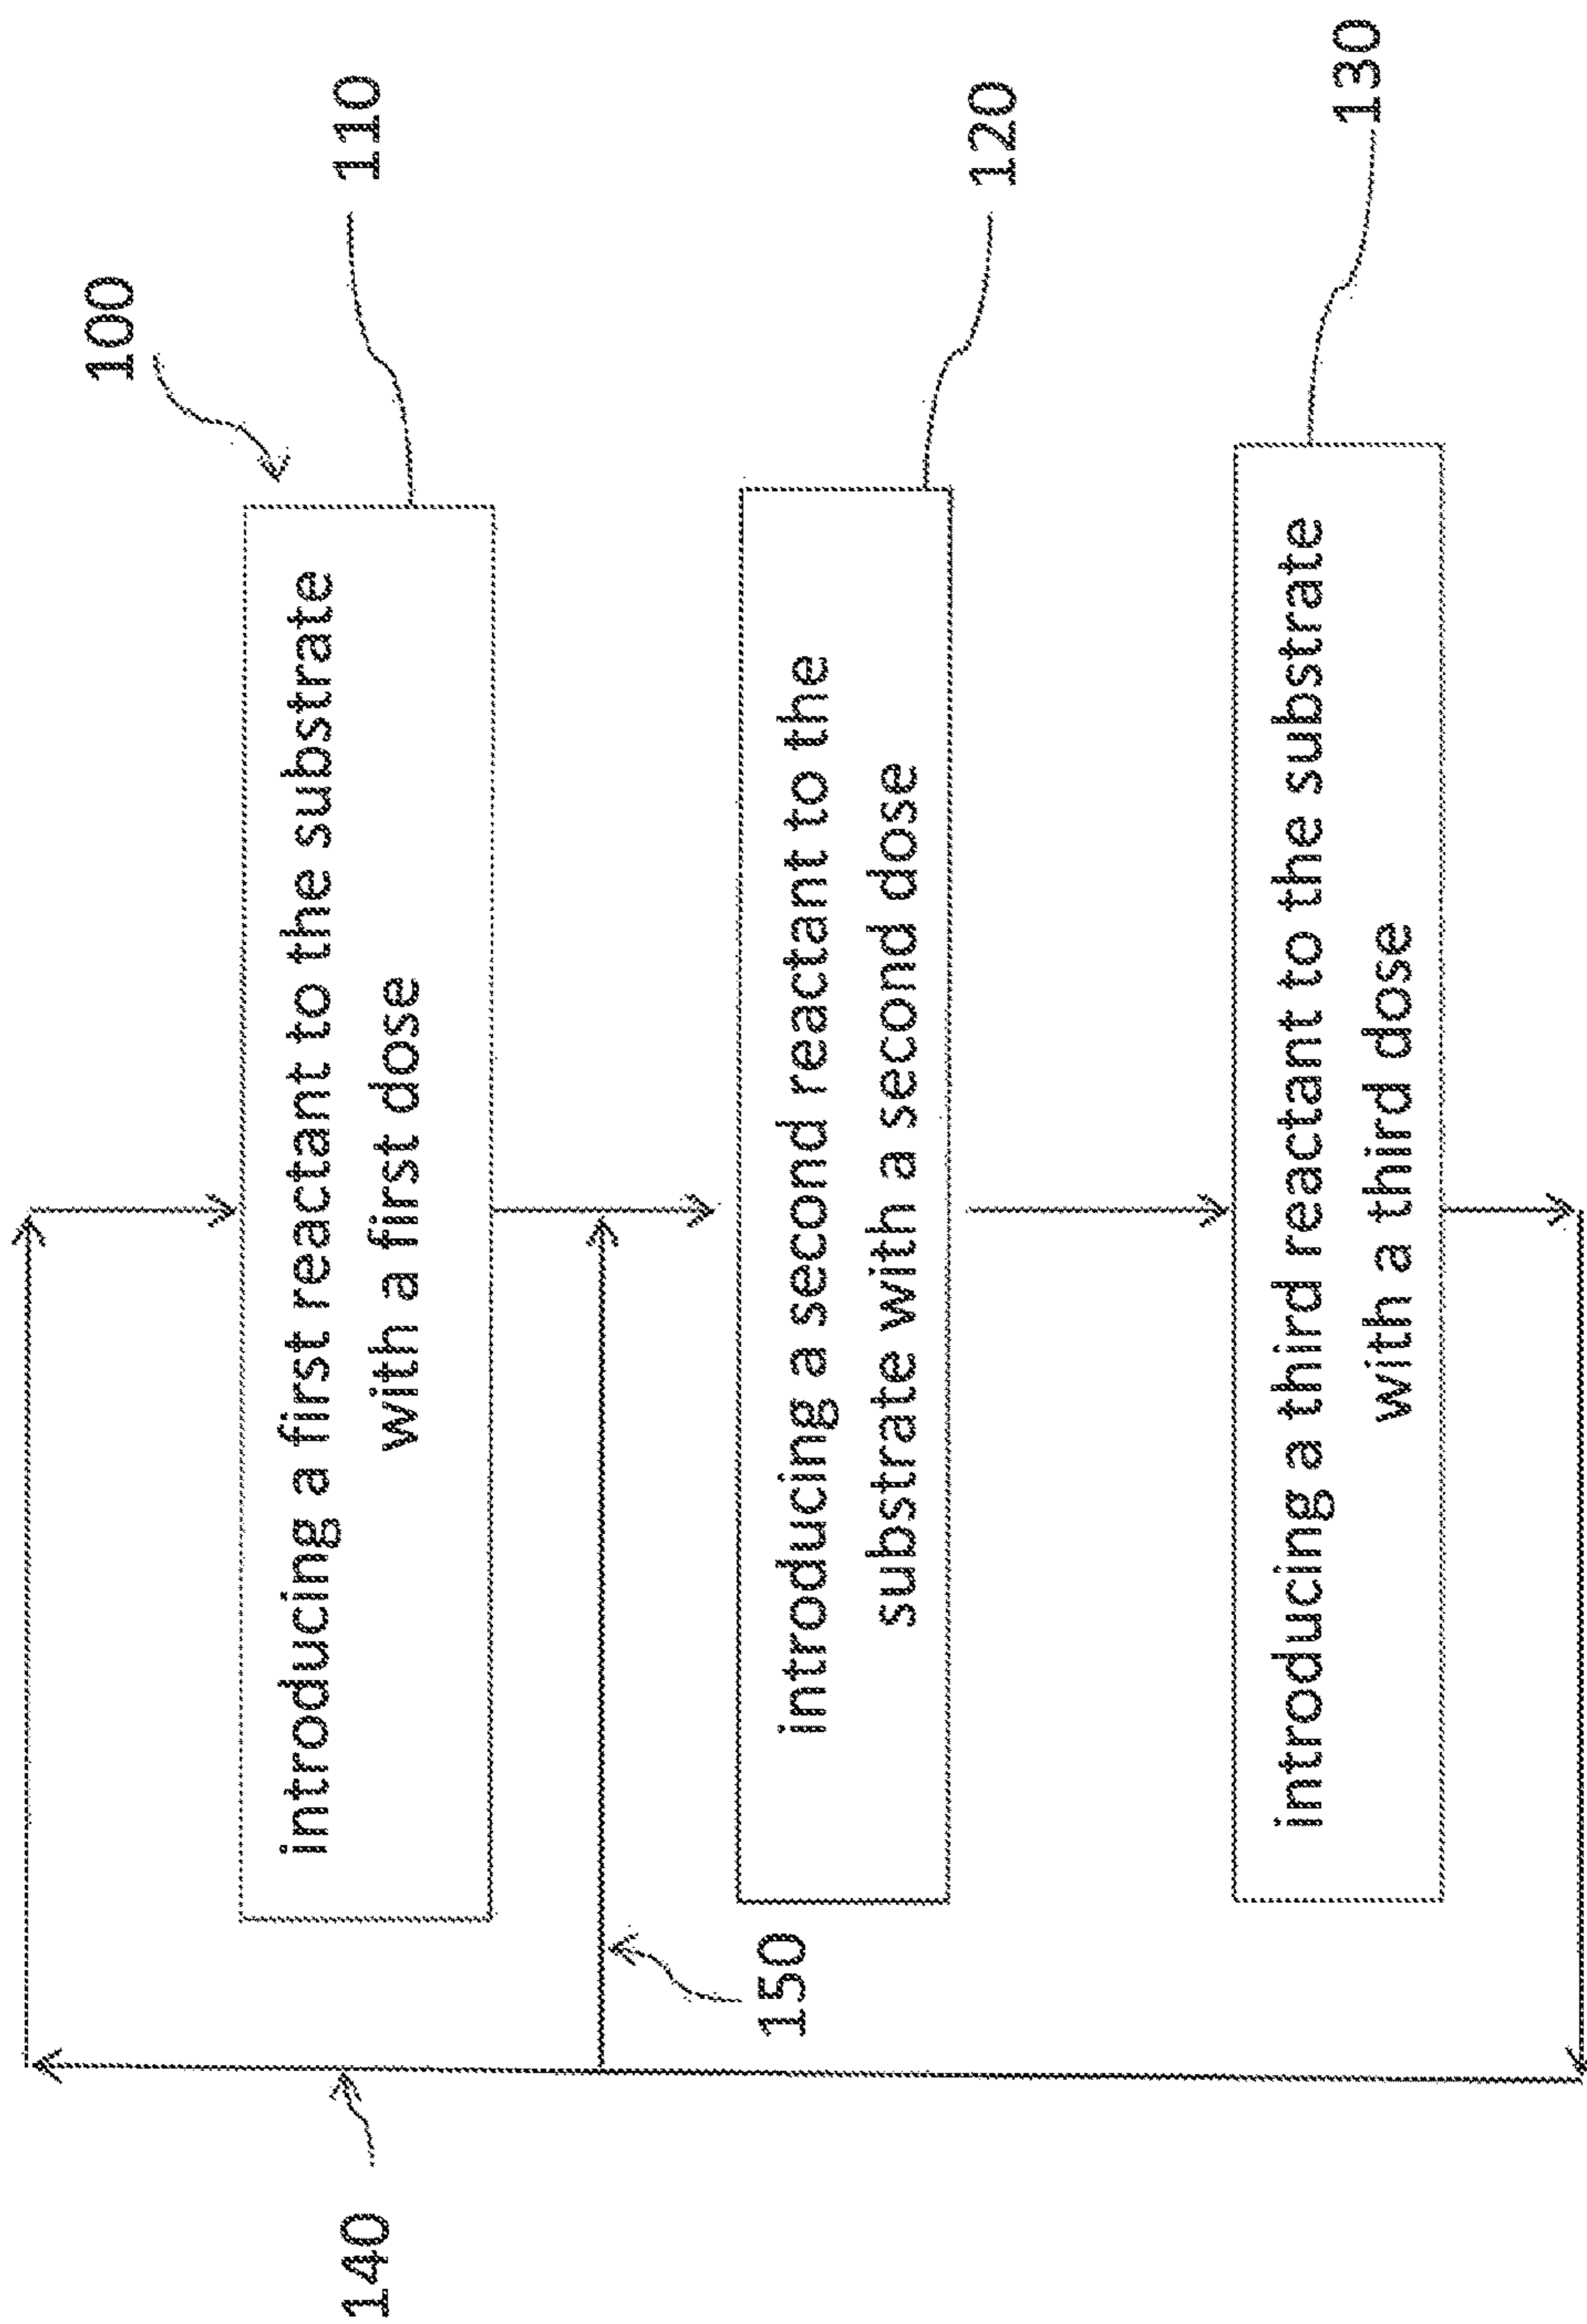 100
introducing a first reactant to the substrate
with a first dose
110
150
introducing a second reactant to the
substrate with a second dose
120
introducing a third reactant to the substrate
with a third dose
130
140